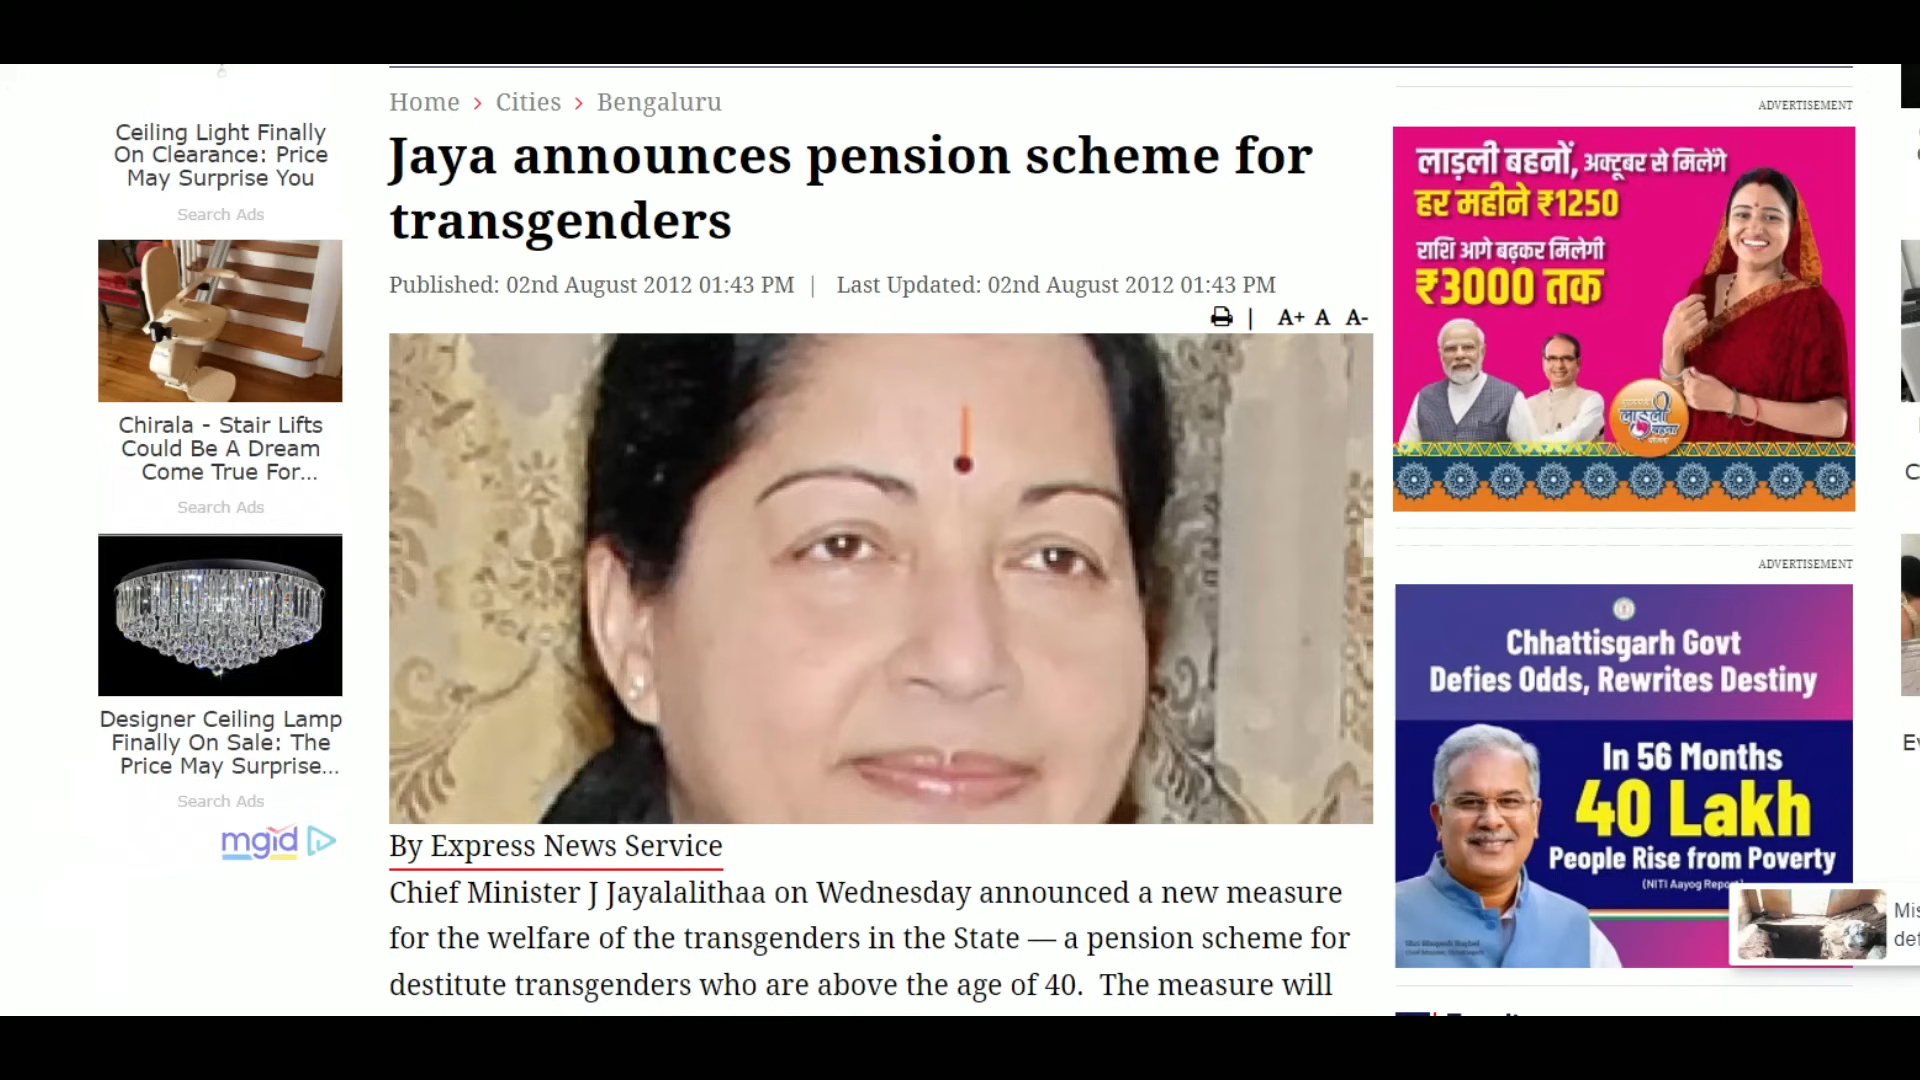 Home > Cities > Bengaluru
Jaya announces pension scheme for
transgenders
Published: 02nd August 2012 01:43 PM | Last Updated: 02nd August 2012 01:43 PM
| A+ A A-
By Express News Service
Chief Minister J Jayalalithaa on Wednesday announced a new measure
for the welfare of the transgenders in the State — a pension scheme for
destitute transgenders who are above the age of 40. The measure will
Ceiling Light Finally
On Clearance: Price
May Surprise You
Search Ads
Chirala - Stair Lifts
Could Be A Dream
Come True For...
Search Ads
Designer Ceiling Lamp
Finally On Sale: The
Price May Surprise...
Search Ads
mgid
ADVERTISEMENT
लाड़ली बहनों, अक्टूबर से मिलेंगे
हर महीने ₹1250
राशि आगे बढ़कर मिलेगी
₹3000 तक
लाड़ली
ADVERTISEMENT
Chhattisgarh Govt
Defies Odds, Rewrites Destiny
In 56 Months
40 Lakh
People Rise from Poverty
(NITI Aayog Report)